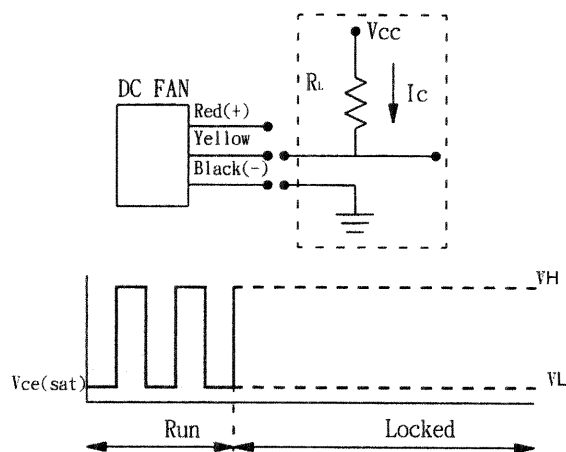 Vcc
DC FAN
RL
Ic
Red(+)
Yellow
Black(-)
VH
Vce(sat)
VL
Run
Locked